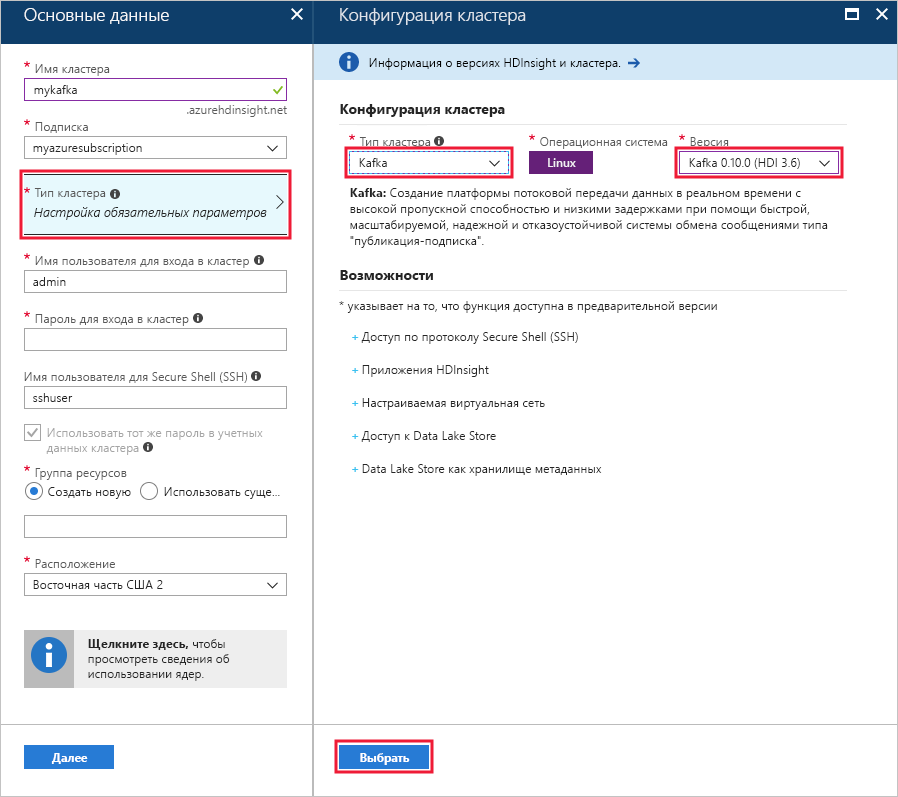 Основные данные
* Имя кластера
mykafka
.azurehdinsight.net
* Подписка
myazuresubscription
* Тип кластера
Настройка обязательных параметров
* Имя пользователя для входа в кластер
admin
* Пароль для входа в кластер
Имя пользователя для Secure Shell (SSH)
sshuser
Использовать тот же пароль в учетных
данных кластера
* Группа ресурсов
Создать новую Использовать суще...
* Расположение
Восточная часть США 2
Щелкните здесь, чтобы
просмотреть сведения об
использовании ядер.
Далее
Конфигурация кластера
Информация о версиях HDInsight и кластера. →
Конфигурация кластера
* Тип кластера * Операционная система * Версия
Kafka Linux Kafka 0.10.0 (HDI 3.6)
Kafka: Создание платформы потоковой передачи данных в реальном времени с
высокой пропускной способностью и низкими задержками при помощи быстрой,
масштабируемой, надежной и отказоустойчивой системы обмена сообщениями типа
"публикация-подписка".
Возможности
* указывает на то, что функция доступна в предварительной версии
+ Доступ по протоколу Secure Shell (SSH)
+ Приложения HDInsight
+ Настраиваемая виртуальная сеть
+ Доступ к Data Lake Store
+ Data Lake Store как хранилище метаданных
Выбрать